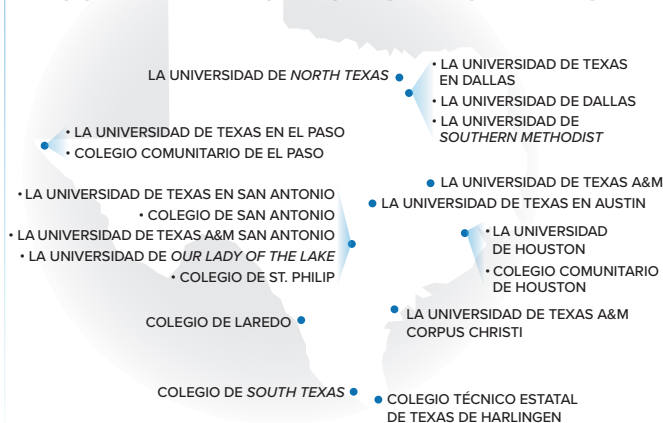 LA UNIVERSIDAD DE NORTH TEXAS
• LA UNIVERSIDAD DE TEXAS
EN DALLAS
• LA UNIVERSIDAD DE DALLAS
• LA UNIVERSIDAD DE
SOUTHERN METHODIST
• LA UNIVERSIDAD DE TEXAS EN EL PASO
• COLEGIO COMUNITARIO DE EL PASO
LA UNIVERSIDAD DE TEXAS A&M
LA UNIVERSIDAD DE TEXAS EN AUSTIN
• LA UNIVERSIDAD DE TEXAS EN SAN ANTONIO
• COLEGIO DE SAN ANTONIO
• LA UNIVERSIDAD DE TEXAS A&M SAN ANTONIO
• LA UNIVERSIDAD DE OUR LADY OF THE LAKE
• COLEGIO DE ST. PHILIP
• LA UNIVERSIDAD
DE HOUSTON
• COLEGIO COMUNITARIO
DE HOUSTON
COLEGIO DE LAREDO
LA UNIVERSIDAD DE TEXAS A&M
CORPUS CHRISTI
COLEGIO DE SOUTH TEXAS
COLEGIO TÉCNICO ESTATAL
DE TEXAS DE HARLINGEN